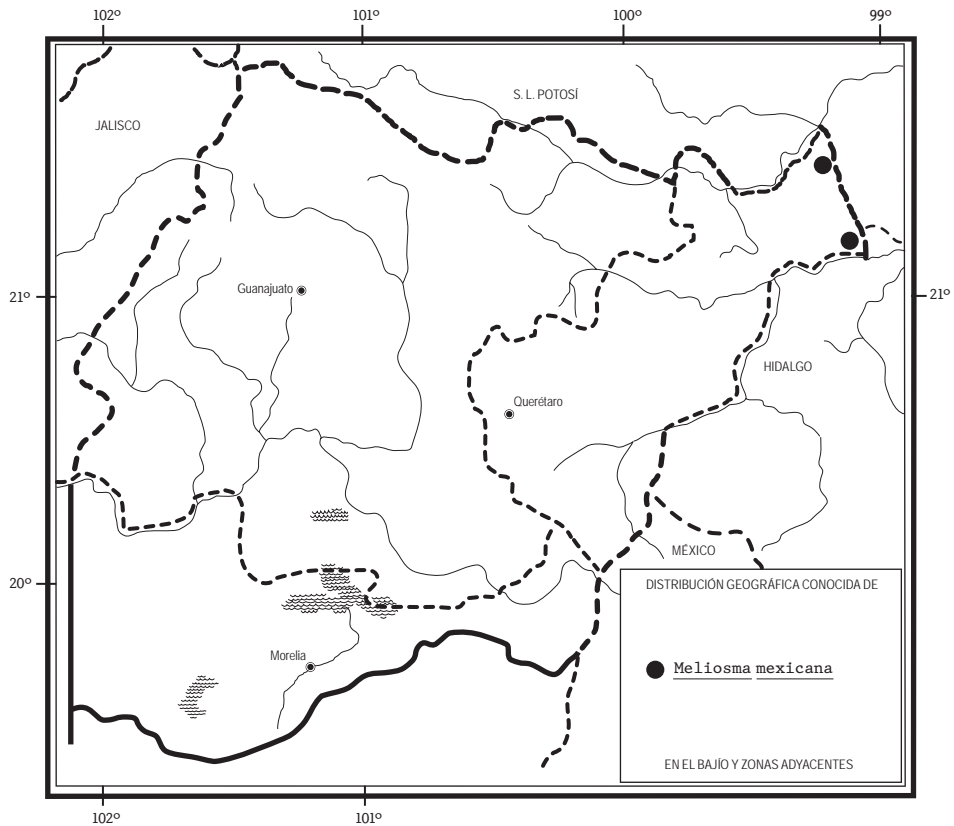 102º 101º 100º 99º
S. L. POTOSÍ
JALISCO
Guanajuato
21º 21º
HIDALGO
Querétaro
MÉXICO
20º
DISTRIBUCIÓN GEOGRÁFICA CONOCIDA DE
Morelia
Meliosma mexicana
EN EL BAJÍO Y ZONAS ADYACENTES
102º 101º